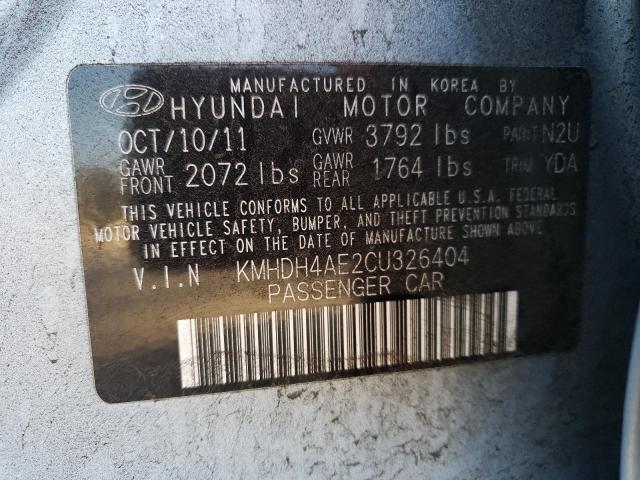 MANUFACTURED IN KOREA BY
HYUNDAI MOTOR COMPANY
OCT/10/11 GVWR 3792 lbs PAINT N2U
GAWR FRONT 2072 lbs GAWR REAR 1764 lbs TRIM YDA
THIS VEHICLE CONFORMS TO ALL APPLICABLE U.S.A. FEDERAL
MOTOR VEHICLE SAFETY, BUMPER, AND THEFT PREVENTION STANDARDS
IN EFFECT ON THE DATE OF MANUFACTURE SHOWN ABOVE
V.I.N KMHDH4AE2CU326404
PASSENGER CAR